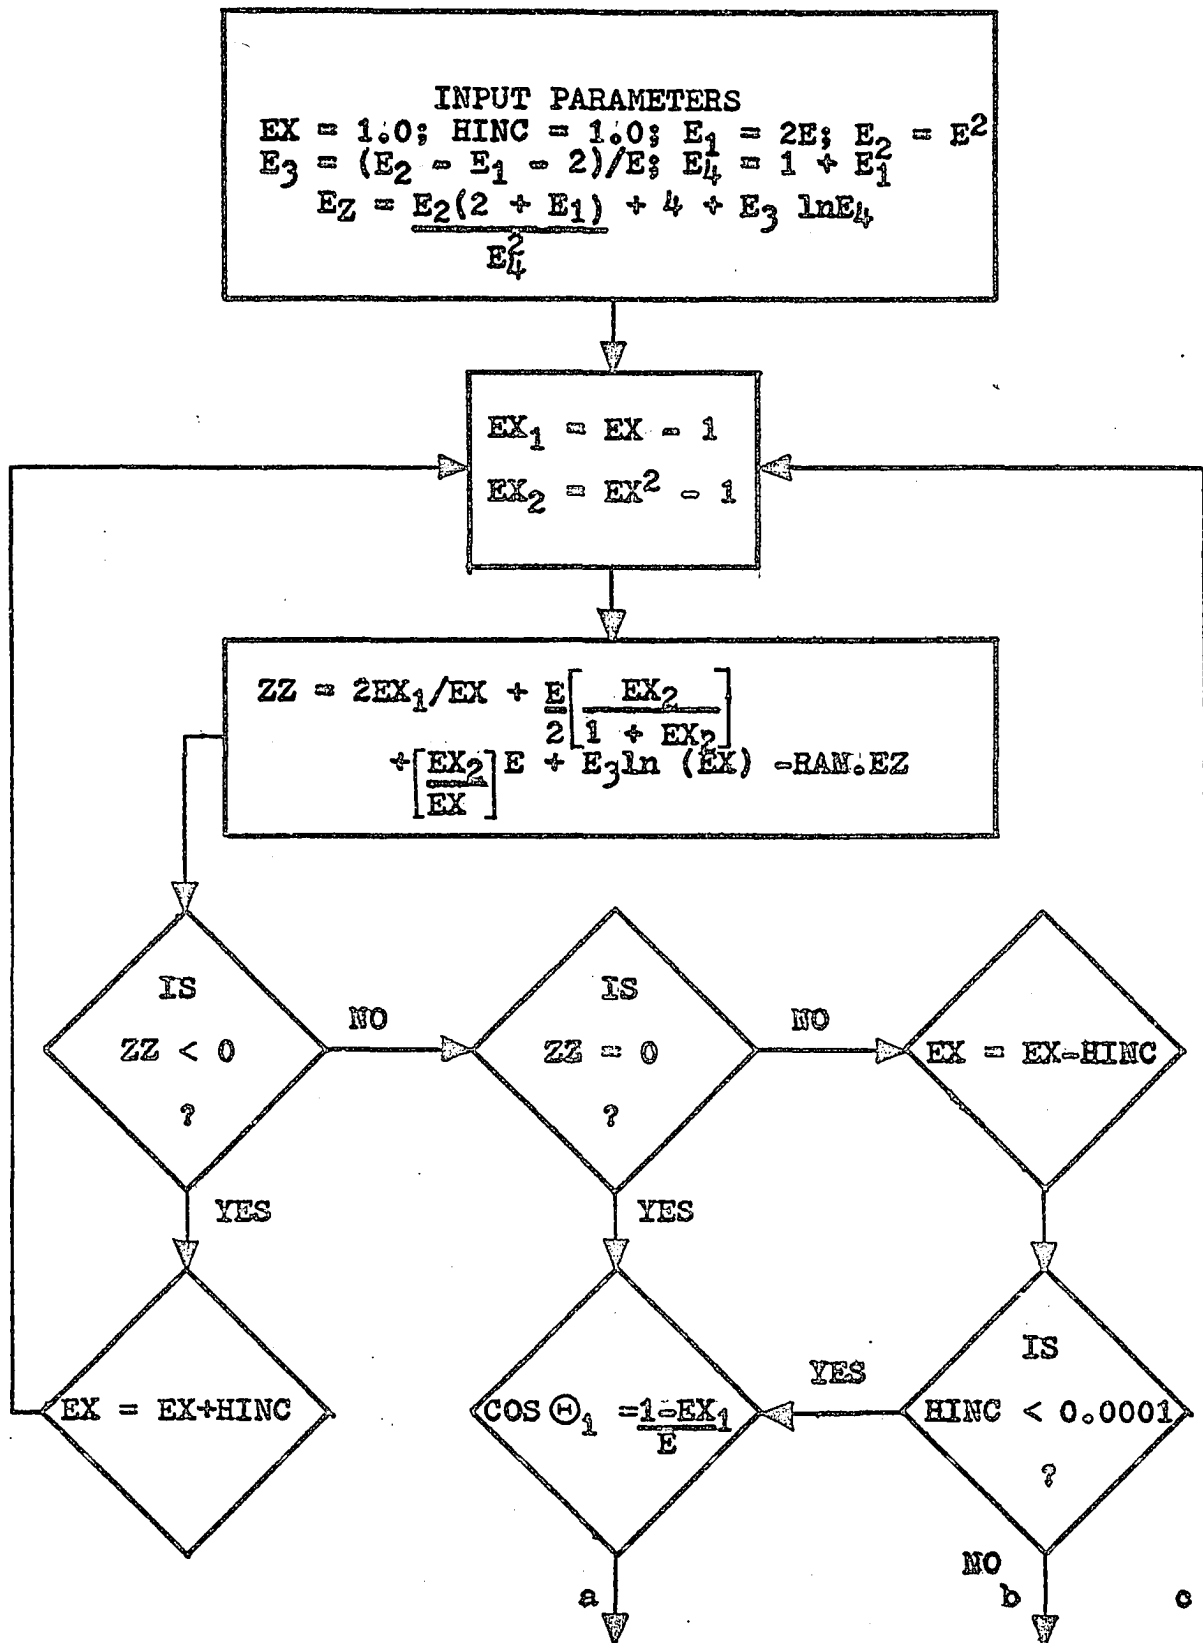 INPUT PARAMETERS
EX = 1.0; HINC = 1.0; E₁ = 2E; E₂ = E²
E₃ = (E₂ - E₁ - 2)/E; E₄ = 1 + E₁
E_Z = E₂(2 + E₁) + 4 + E₃ lnE₄
E₄²
EX₁ = EX - 1
EX₂ = EX² - 1
ZZ = 2EX₁/EX + E/2 [EX₂ / 1 + EX₂]
+ [EX₂/EX] E + E₃ln (EX) -RAN.EZ
IS
ZZ < 0
?
NO
IS
ZZ = 0
?
NO
EX = EX-HINC
YES
YES
EX = EX+HINC
COS Θ₁ = 1-EX₁
E
YES
IS
HINC < 0.0001
?
NO
a
b
c